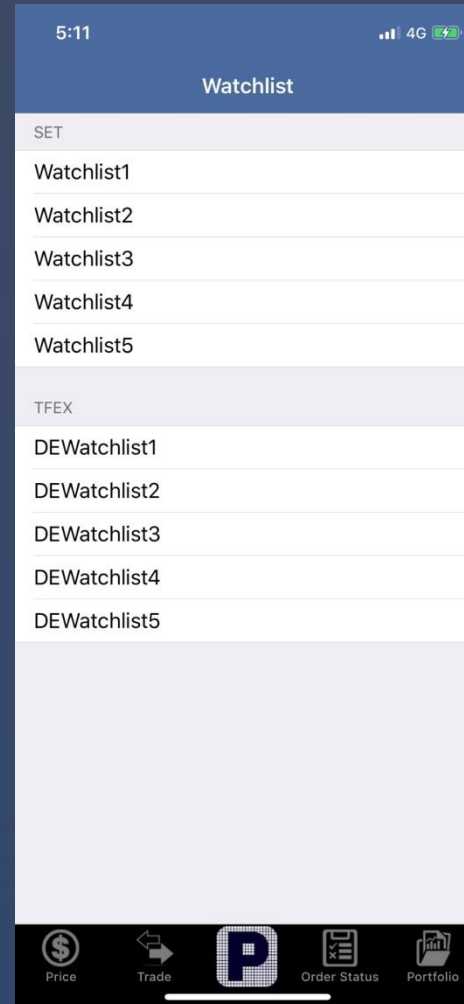 5:11
4G
Watchlist
SET
Watchlist1
Watchlist2
Watchlist3
Watchlist4
Watchlist5
TFEX
DEWatchlist1
DEWatchlist2
DEWatchlist3
DEWatchlist4
DEWatchlist5
P
Price Trade Order Status Portfolio